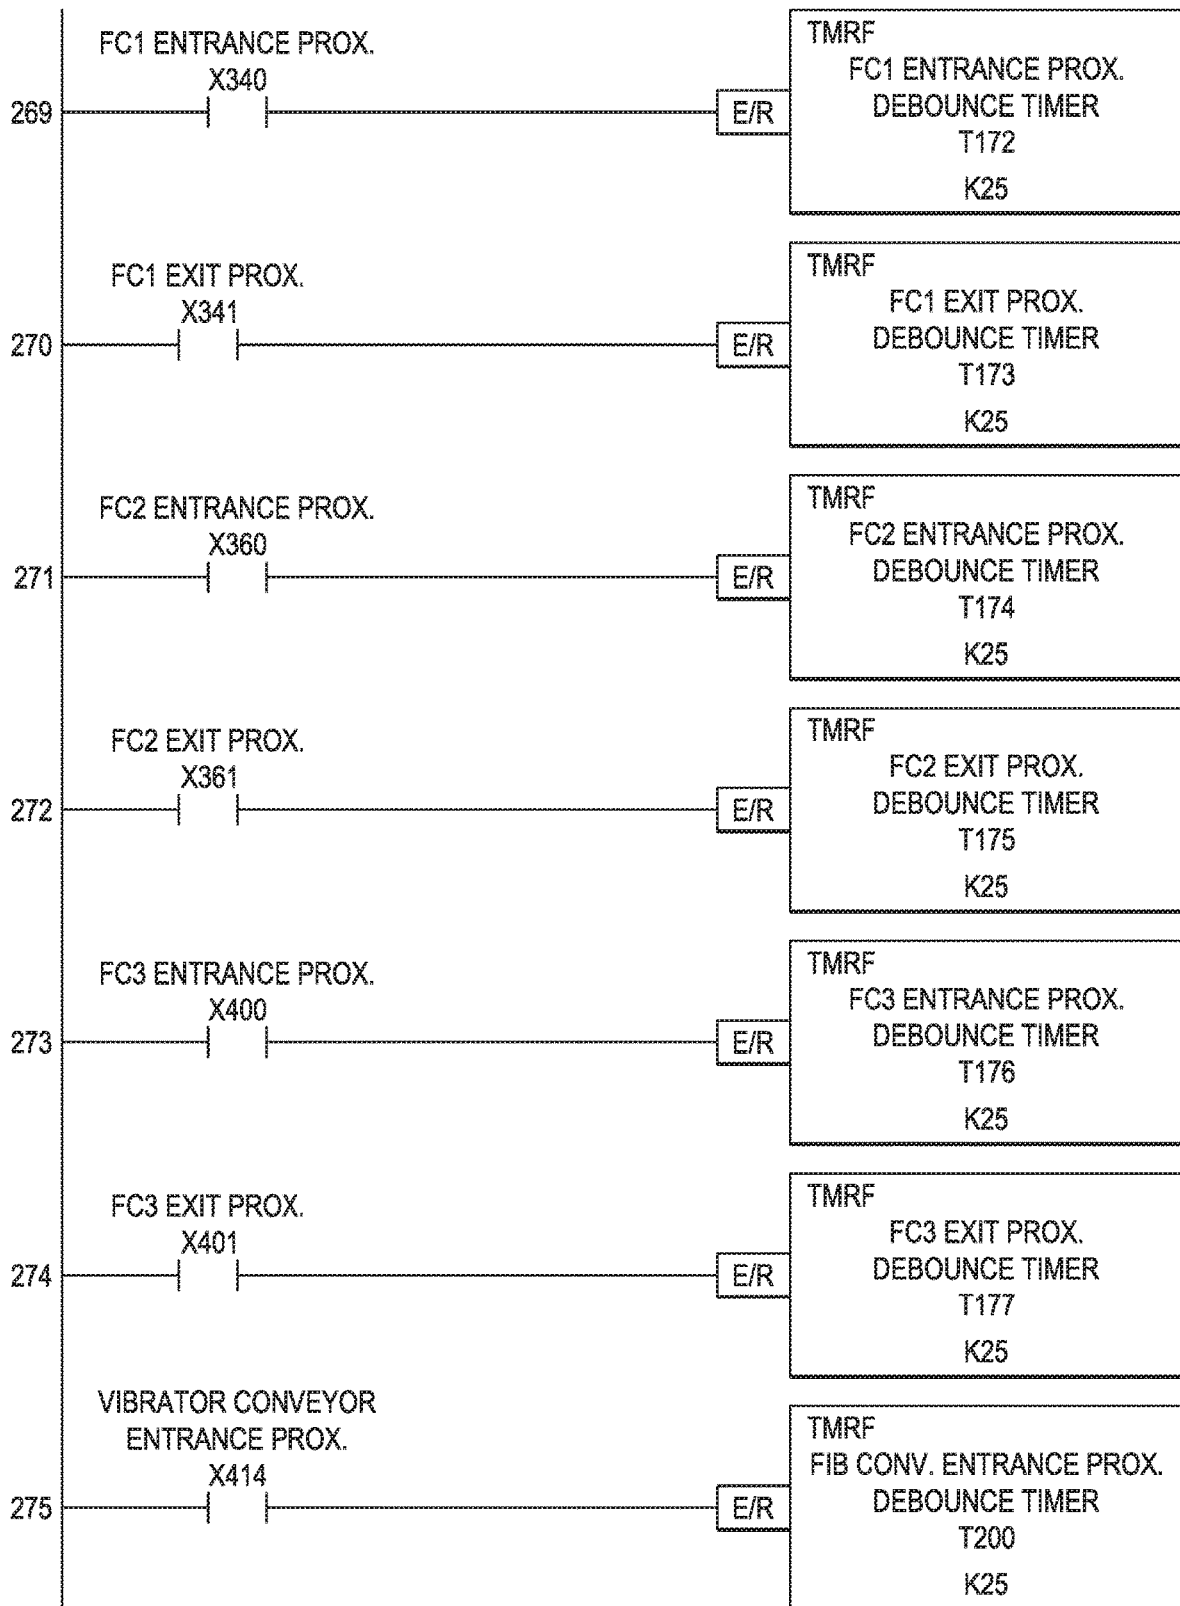 FC1 ENTRANCE PROX.
X340
269
E/R
TMRF
FC1 ENTRANCE PROX.
DEBOUNCE TIMER
T172
K25
FC1 EXIT PROX.
X341
270
E/R
TMRF
FC1 EXIT PROX.
DEBOUNCE TIMER
T173
K25
FC2 ENTRANCE PROX.
X360
271
E/R
TMRF
FC2 ENTRANCE PROX.
DEBOUNCE TIMER
T174
K25
FC2 EXIT PROX.
X361
272
E/R
TMRF
FC2 EXIT PROX.
DEBOUNCE TIMER
T175
K25
FC3 ENTRANCE PROX.
X400
273
E/R
TMRF
FC3 ENTRANCE PROX.
DEBOUNCE TIMER
T176
K25
FC3 EXIT PROX.
X401
274
E/R
TMRF
FC3 EXIT PROX.
DEBOUNCE TIMER
T177
K25
VIBRATOR CONVEYOR
ENTRANCE PROX.
X414
275
E/R
TMRF
FIB CONV. ENTRANCE PROX.
DEBOUNCE TIMER
T200
K25